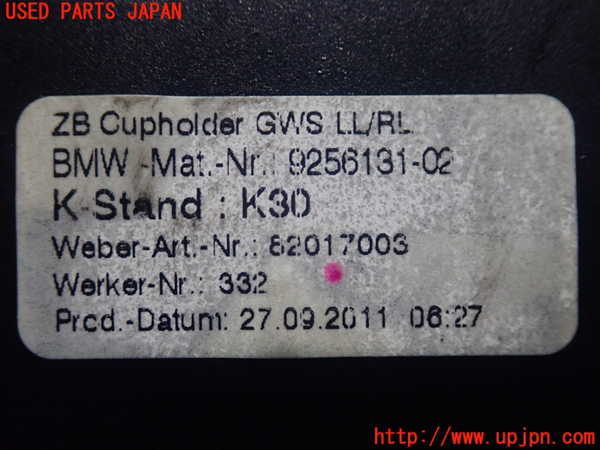 USED PARTS JAPAN
ZB Cupholder GWS LL/RL
BMW -Mat.-Nr.: 9256131-02
K-Stand : K30
Weber-Art.-Nr.: 82017003
Werker-Nr.: 332
Prod.-Datum: 27.09.2011 06:27
UPJ
http://www.upjpn.com/